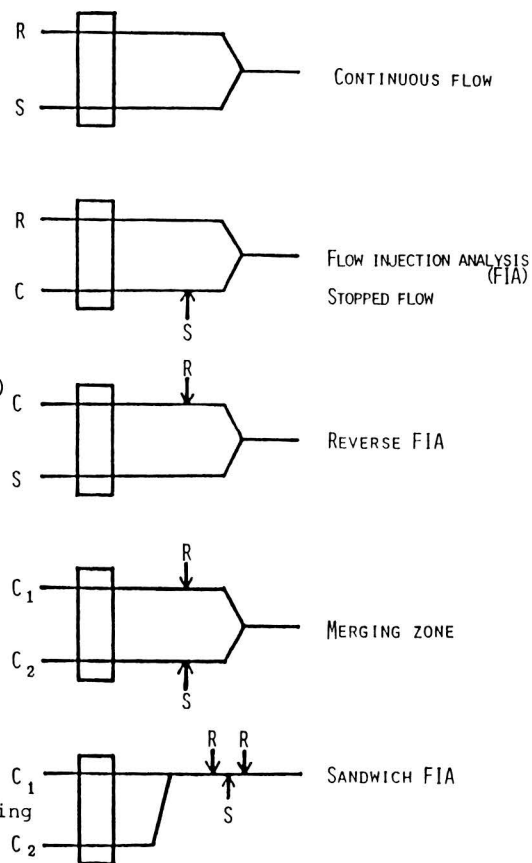 R
CONTINUOUS FLOW
S
R
FLOW INJECTION ANALYSIS
(FIA)
C
STOPPED FLOW
S
R
)
C
REVERSE FIA
S
R
C₁
MERGING ZONE
C₂
S
R R
C₁
SANDWICH FIA
S
ing
C₂